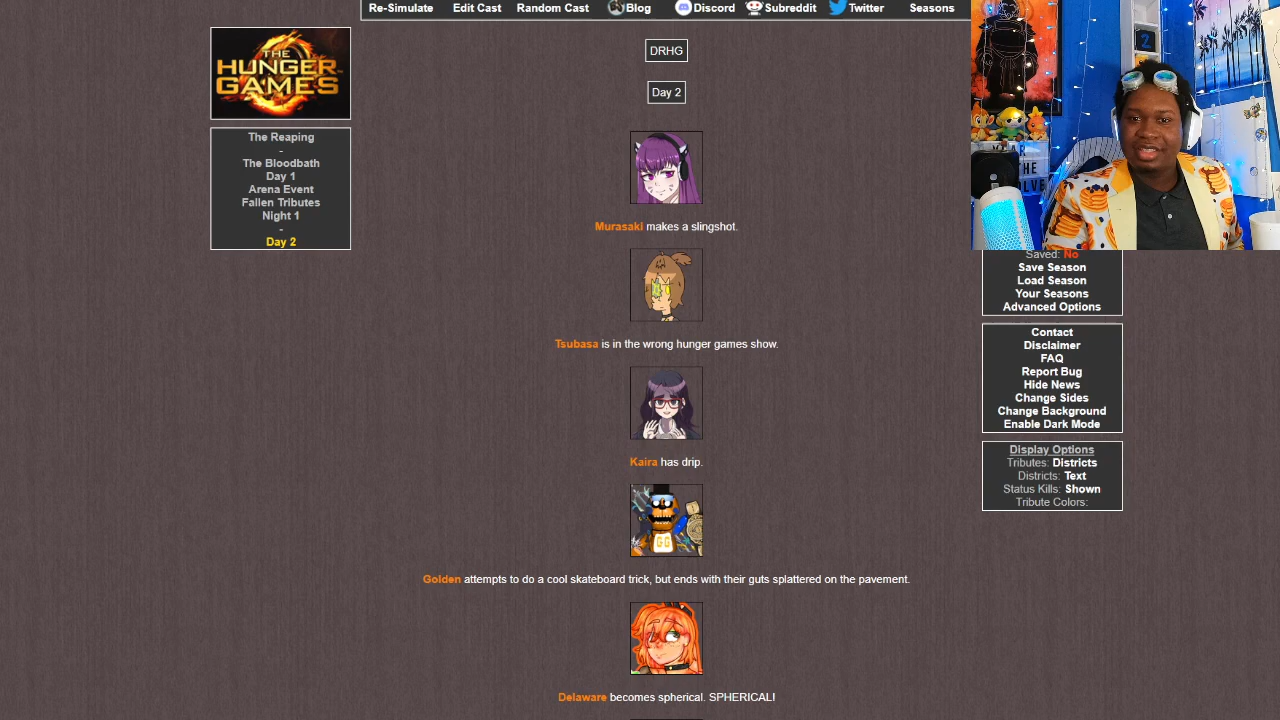 Re-Simulate Edit Cast Random Cast Blog Discord Subreddit Twitter Seasons
THE
HUNGER
GAMES
The Reaping
-
The Bloodbath
Day 1
Arena Event
Fallen Tributes
Night 1
-
Day 2
DRHG
Day 2
Murasaki makes a slingshot.
Tsubasa is in the wrong hunger games show.
Kaira has drip.
GG
Golden attempts to do a cool skateboard trick, but ends with their guts splattered on the pavement.
Delaware becomes spherical. SPHERICAL!
2
THE
Saved: No
Save Season
Load Season
Your Seasons
Advanced Options
Contact
Disclaimer
FAQ
Report Bug
Hide News
Change Sides
Change Background
Enable Dark Mode
Display Options
Tributes: Districts
Districts: Text
Status Kills: Shown
Tribute Colors: